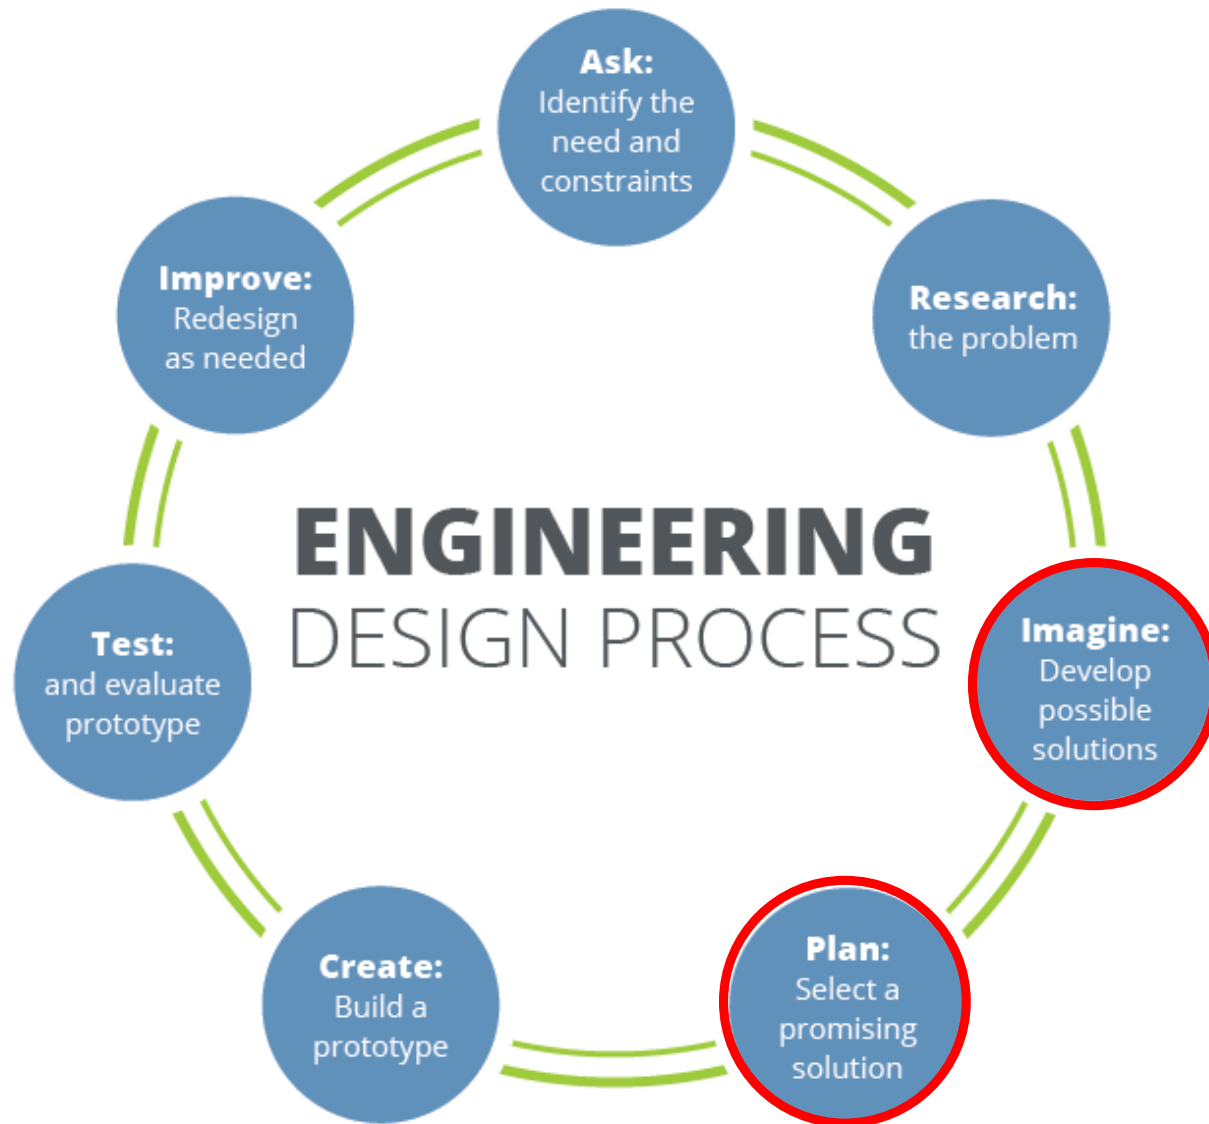 Ask:
Identify the
need and
constraints
Research:
the problem
Imagine:
Develop
possible
solutions
Plan:
Select a
promising
solution
Create:
Build a
prototype
Test:
and evaluate
prototype
Improve:
Redesign
as needed
ENGINEERING
DESIGN PROCESS